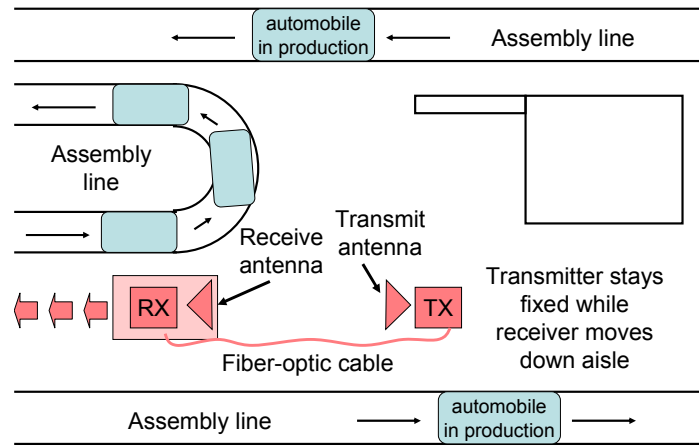 automobile
in production
Assembly line
Assembly
line
Receive
antenna
Transmit
antenna
RX
TX
Transmitter stays
fixed while
receiver moves
down aisle
Fiber-optic cable
Assembly line
automobile
in production